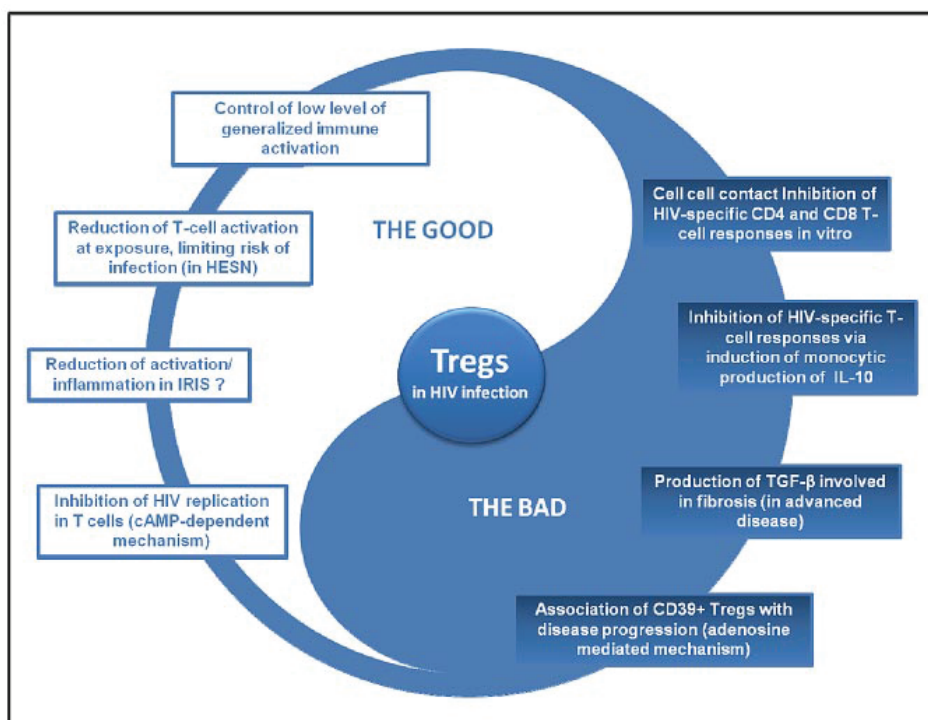 Control of low level of
generalized immune
activation
Reduction of T-cell activation
at exposure, limiting risk of
infection (in HESN)
Reduction of activation/
inflammation in IRIS ?
Inhibition of HIV replication
in T cells (cAMP-dependent
mechanism)
THE GOOD
Tregs
in HIV infection
THE BAD
Cell cell contact Inhibition of
HIV-specific CD4 and CD8 T-
cell responses in vitro
Inhibition of HIV-specific T-
cell responses via
induction of monocytic
production of IL-10
Production of TGF-β involved
in fibrosis (in advanced
disease)
Association of CD39+ Tregs with
disease progression (adenosine
mediated mechanism)